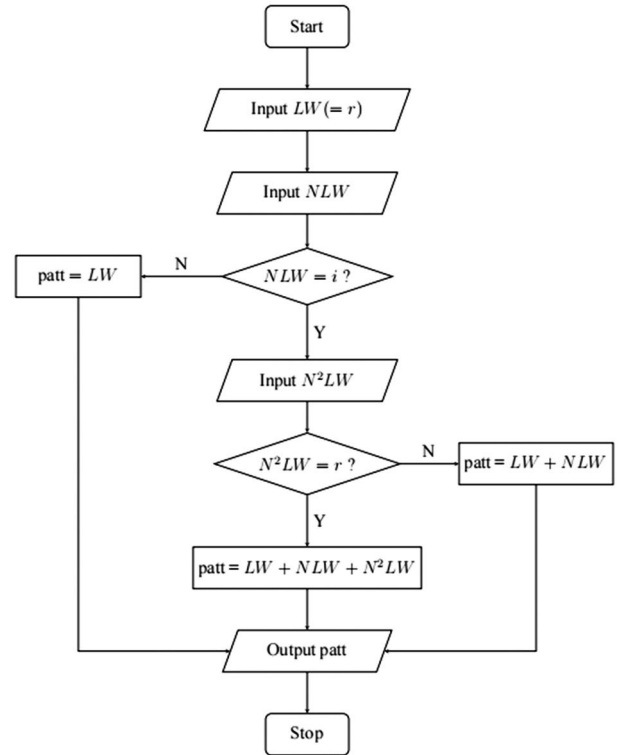 Start
Input LW(= r)
Input NLW
NLW = i ?
N
patt = LW
Y
Input N²LW
N²LW = r ?
N
patt = LW + NLW
Y
patt = LW + NLW + N²LW
Output patt
Stop